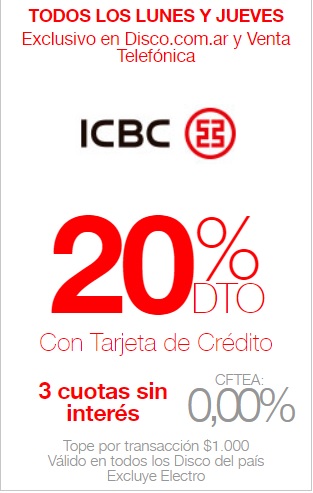 TODOS LOS LUNES Y JUEVES
Exclusivo en Disco.com.ar y Venta
Telefónica
ICBC
20%
DTO
Con Tarjeta de Crédito
3 cuotas sin
interés
CFTEA:
0,00%
Tope por transacción $1.000
Válido en todos los Disco del país
Excluye Electro